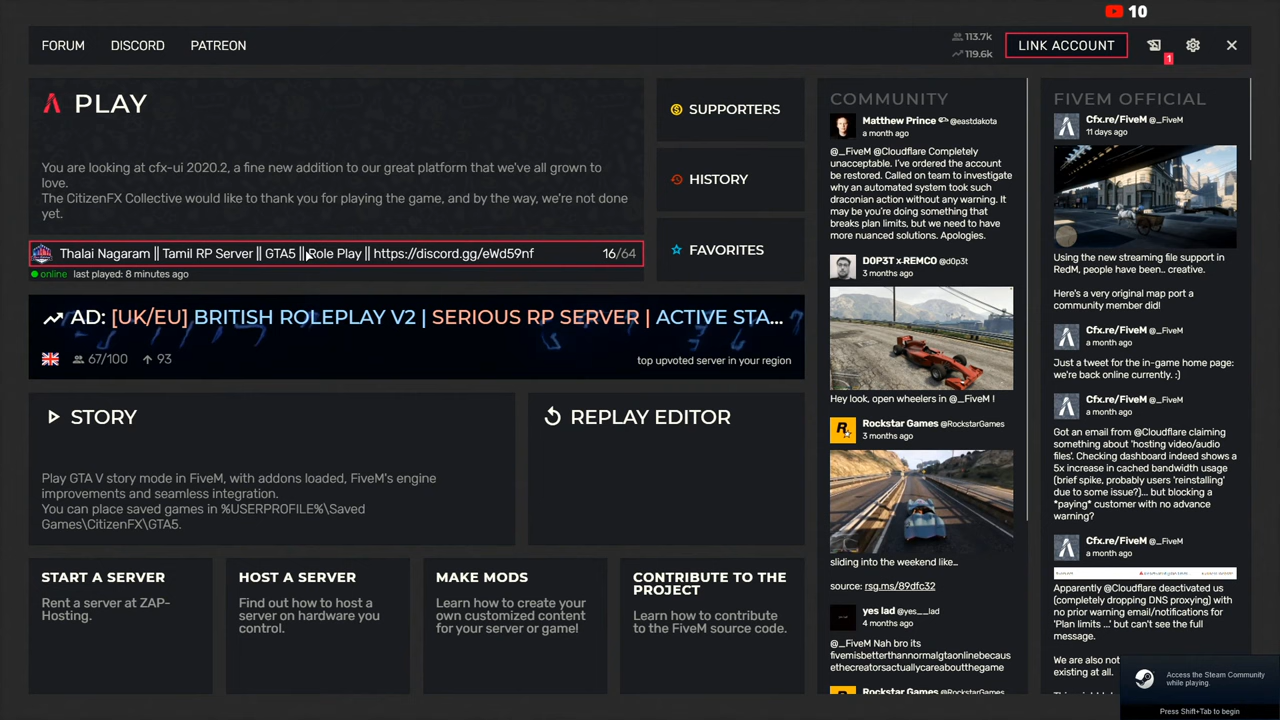 10
FORUM
DISCORD
PATREON
113.7k
119.6k
LINK ACCOUNT
1
PLAY
You are looking at cfx-ui 2020.2, a fine new addition to our great platform that we've all grown to
love.
The CitizenFX Collective would like to thank you for playing the game, and by the way, we're not done
yet.
Thalai Nagaram || Tamil RP Server || GTA5 || Role Play || https://discord.gg/eWd59nf
16/64
online last played: 8 minutes ago
SUPPORTERS
HISTORY
FAVORITES
AD: [UK/EU] BRITISH ROLEPLAY V2 | SERIOUS RP SERVER | ACTIVE STA...
67/100
93
top upvoted server in your region
STORY
Play GTA V story mode in FiveM, with addons loaded, FiveM's engine
improvements and seamless integration.
You can place saved games in %USERPROFILE%\Saved
Games\CitizenFX\GTA5.
REPLAY EDITOR
START A SERVER
Rent a server at ZAP-
Hosting.
HOST A SERVER
Find out how to host a
server on hardware you
control.
MAKE MODS
Learn how to create your
own customized content
for your server or game!
CONTRIBUTE TO THE
PROJECT
Learn how to contribute
to the FiveM source code.
COMMUNITY
Matthew Prince @eastdakota
a month ago
@_FiveM @Cloudflare Completely
unacceptable. I've ordered the account
be restored. Called on team to investigate
why an automated system took such
draconian action without any warning. It
may be you're doing something that
breaks plan limits, but we need to have
more nuanced solutions. Apologies.
D0P3T x REMCO @d0p3t
3 months ago
Hey look, open wheelers in @_FiveM !
Rockstar Games @RockstarGames
3 months ago
sliding into the weekend like...
source: rsg.ms/89dfc32
yes lad @yes__lad
4 months ago
@_FiveM Nah bro its
fivemisbetterthannormalgtaonlinebecaus
ethecreatorsactuallycareaboutthegame
Rockstar Games @RockstarGames
FIVEM OFFICIAL
Cfx.re/FiveM @_FiveM
11 days ago
Using the new streaming file support in
RedM, people have been.. creative.
Here's a very original map port a
community member did!
Cfx.re/FiveM @_FiveM
a month ago
Just a tweet for the in-game home page:
we're back online currently. :)
Cfx.re/FiveM @_FiveM
a month ago
Got an email from @Cloudflare claiming
something about 'hosting video/audio
files'. Checking dashboard indeed shows a
5x increase in cached bandwidth usage
(brief spike, probably users 'reinstalling'
due to some issue?)... but blocking a
*paying* customer with no advance
warning?
Cfx.re/FiveM @_FiveM
a month ago
Apparently @Cloudflare deactivated us
(completely dropping DNS proxying) with
no prior warning email/notifications for
'Plan limits ...' but can't see the full
message.
We are also not
existing at all.
Access the Steam Community
while playing.
Press Shift+Tab to begin